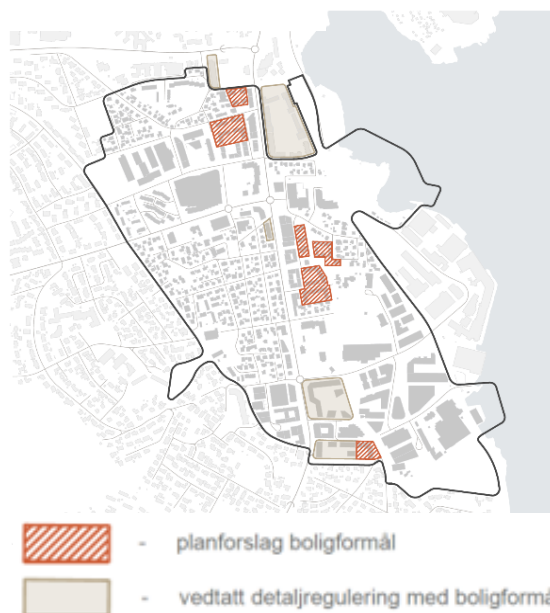 - planforslag boligformål
- vedtatt detaljregulering med boligformå